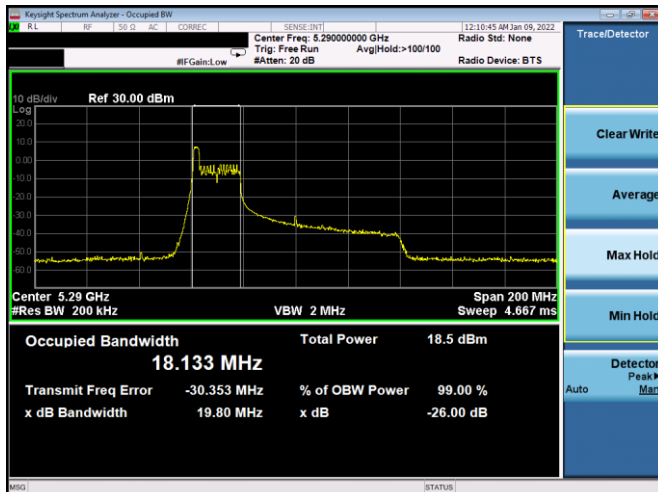 Keysight Spectrum Analyzer - Occupied BW
RL RF 50 Ω AC CORREC SENSE:INT 12:10:45 AM Jan 09, 2022
Center Freq: 5.290000000 GHz Radio Std: None
Trig: Free Run Avg|Hold:>100/100
#IFGain:Low #Atten: 20 dB Radio Device: BTS
Trace/Detector
10 dB/div Ref 30.00 dBm
Log
20.0
10.0
0.00
-10.0
-20.0
-30.0
-40.0
-50.0
-60.0
Center 5.29 GHz Span 200 MHz
#Res BW 200 kHz VBW 2 MHz Sweep 4.667 ms
Occupied Bandwidth Total Power 18.5 dBm
18.133 MHz
Transmit Freq Error -30.353 MHz % of OBW Power 99.00 %
x dB Bandwidth 19.80 MHz x dB -26.00 dB
Clear Write
Average
Max Hold
Min Hold
Detector
Peak▶
Auto Man
MSG STATUS